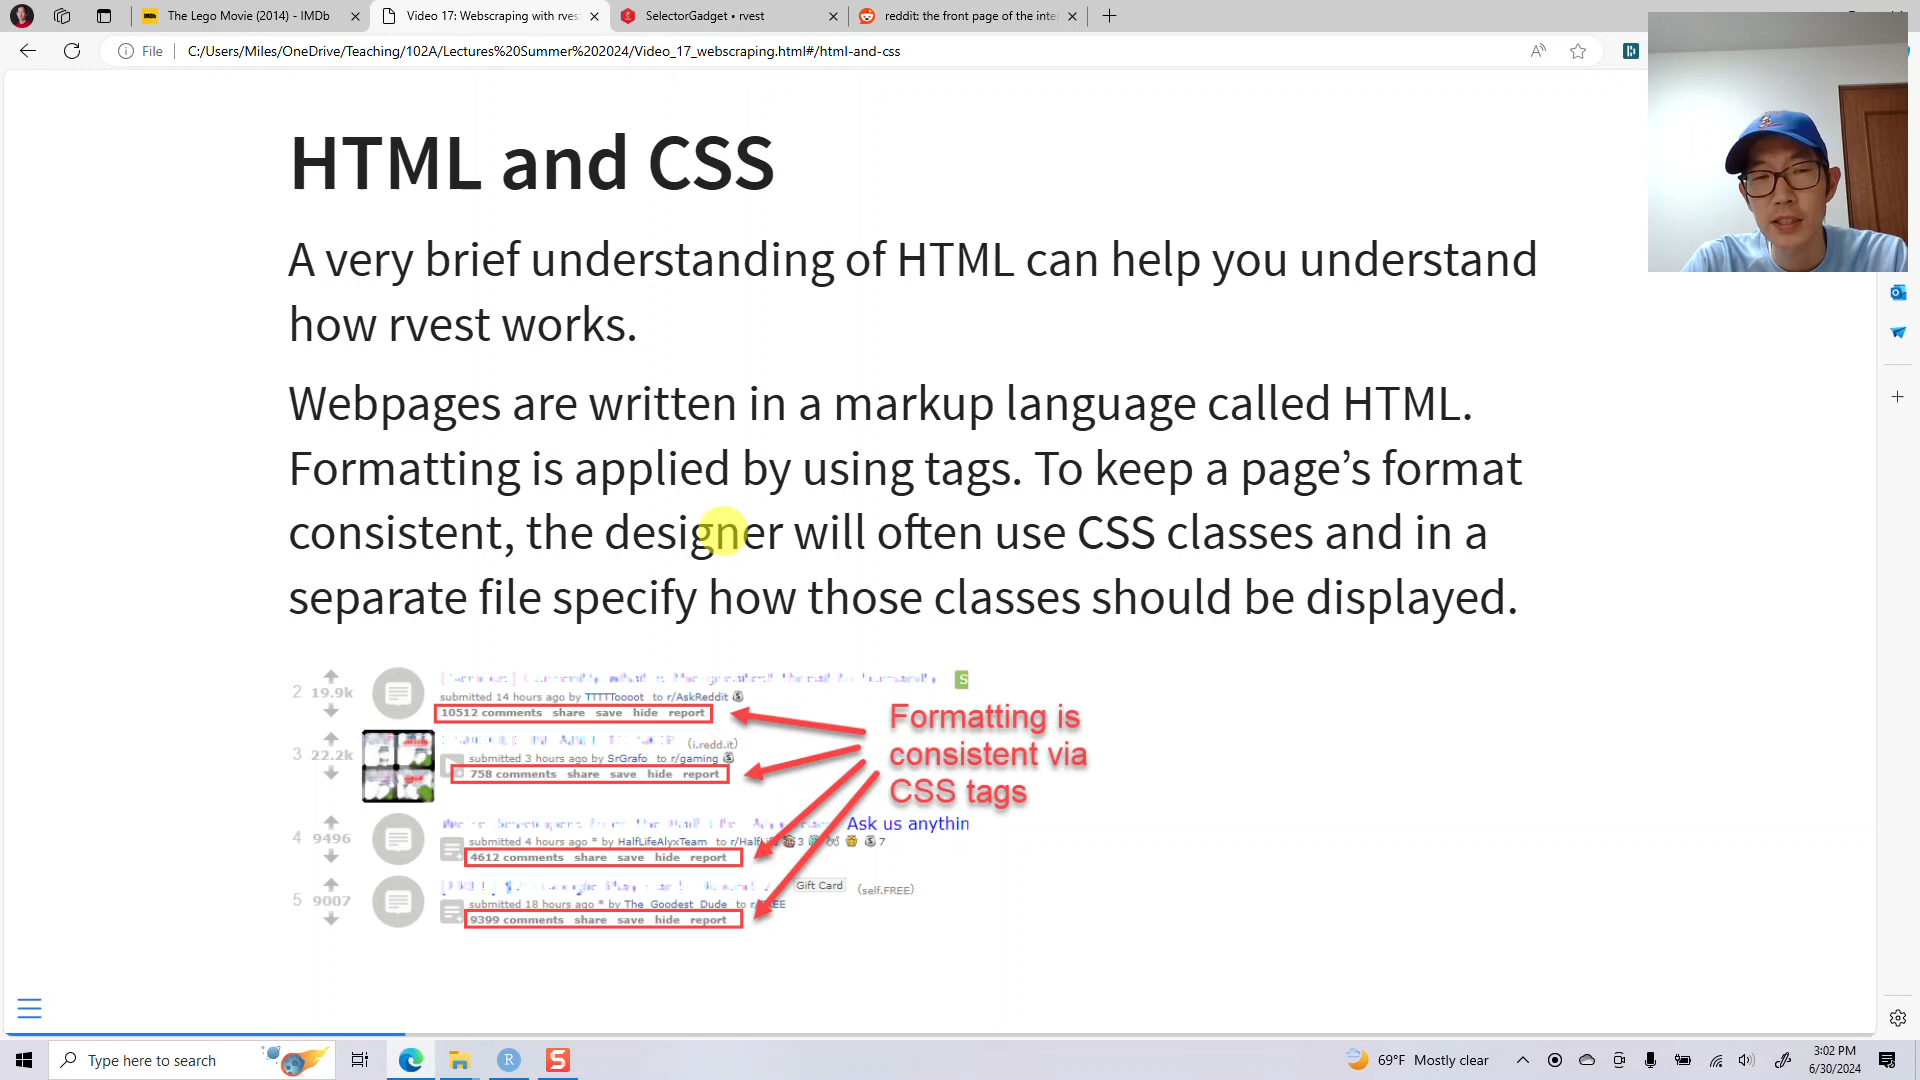 The Lego Movie (2014) - IMDb
Video 17: Webscraping with rves
SelectorGadget • rvest
reddit: the front page of the inte
File
C:/Users/Miles/OneDrive/Teaching/102A/Lectures%20Summer%202024/Video_17_webscraping.html#/html-and-css
HTML and CSS
A very brief understanding of HTML can help you understand
how rvest works.
Webpages are written in a markup language called HTML.
Formatting is applied by using tags. To keep a page’s format
consistent, the designer will often use CSS classes and in a
separate file specify how those classes should be displayed.
2 19.9k
S
submitted 14 hours ago by TTTTToooot to r/AskReddit
10512 comments share save hide report
3 22.2k
(i.redd.it)
submitted 3 hours ago by SrGrafo to r/gaming
758 comments share save hide report
Formatting is
consistent via
CSS tags
4 9496
Ask us anythin
submitted 4 hours ago * by HalfLifeAlyxTeam to r/HalfL 3 7
4612 comments share save hide report
5 9007
Gift Card (self.FREE)
submitted 18 hours ago * by The_Goodest_Dude to r/FREE
9399 comments share save hide report
Type here to search
69°F Mostly clear
3:02 PM
6/30/2024